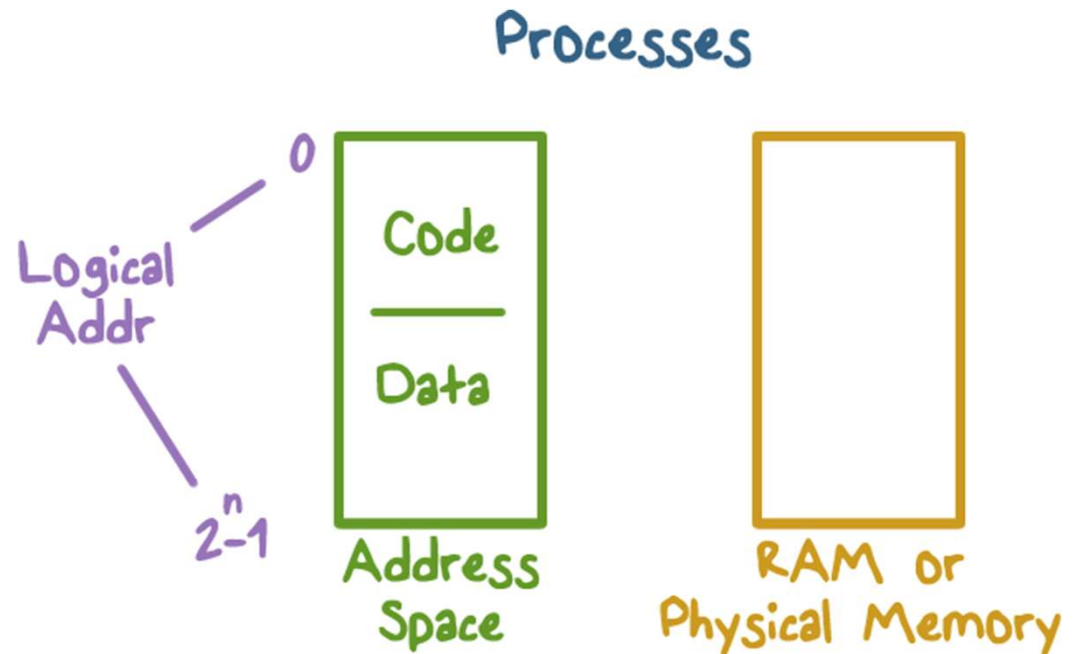 Processes
0
Code
Logical
Addr
Data
2ⁿ-1
Address
Space
RAM or
Physical Memory